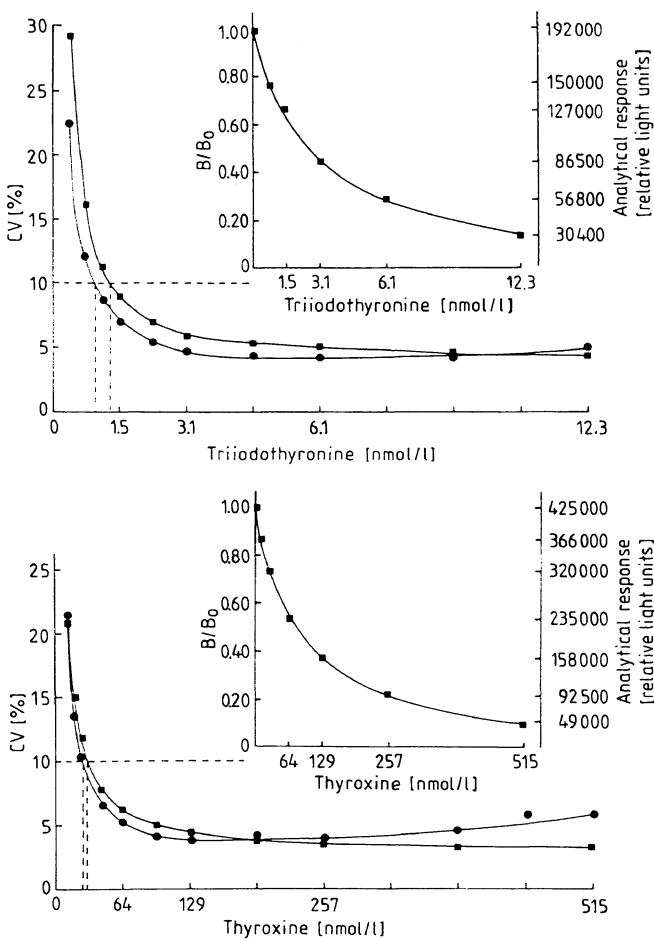 30
25
20
15
10
5
0
CV [%]
0 1.5 3.1 6.1 12.3
Triiodothyronine [nmol/l]
1.00
0.80
0.60
0.40
0.20
0
B/B0
1.5 3.1 6.1 12.3
Triiodothyronine [nmol/l]
192000
150000
127000
86500
56800
30400
Analytical response
[relative light units]
25
20
15
10
5
0
CV [%]
0 64 129 257 515
Thyroxine [nmol/l]
1.00
0.80
0.60
0.40
0.20
0
B/B0
64 129 257 515
Thyroxine [nmol/l]
425000
366000
320000
235000
158000
92500
49000
Analytical response
[relative light units]